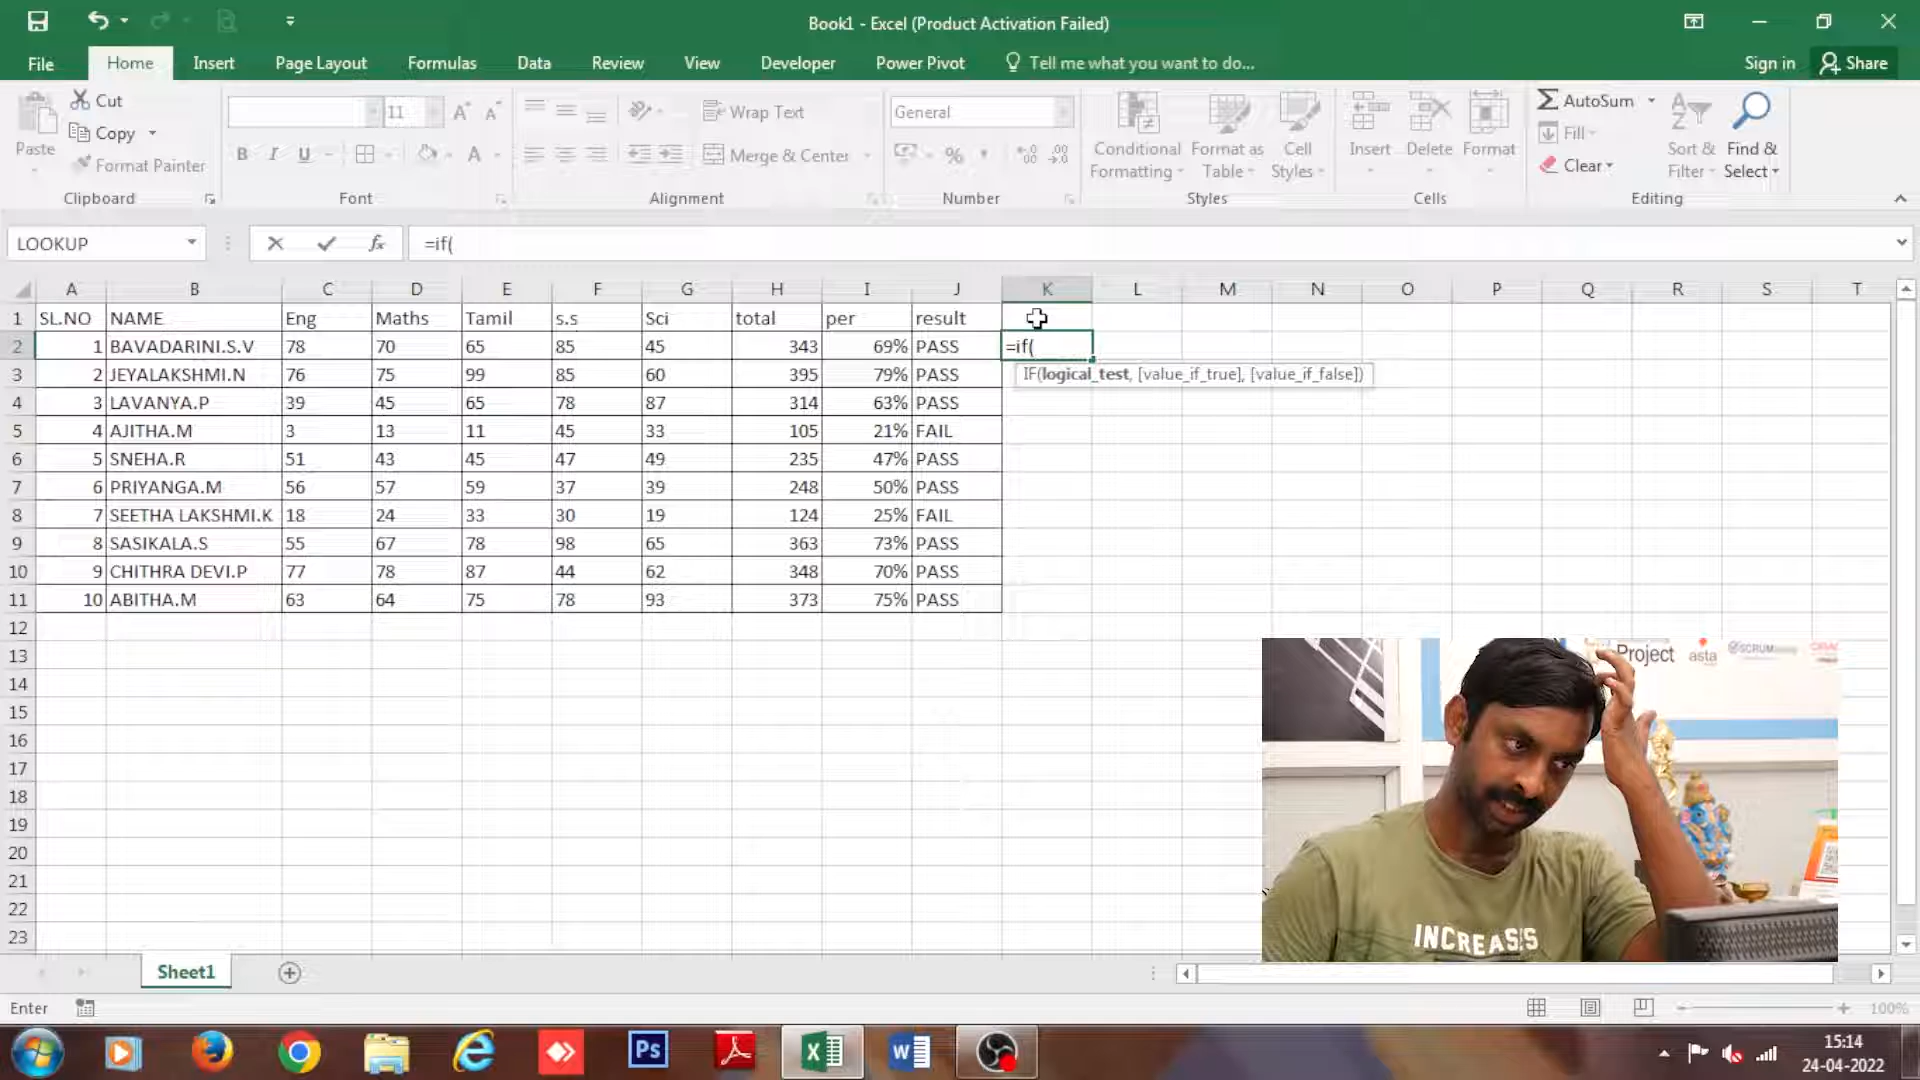 Book1 - Excel (Product Activation Failed)
File Home Insert Page Layout Formulas Data Review View Developer Power Pivot Tell me what you want to do... Sign in Share
Paste
Cut
Copy
Format Painter
Clipboard
11
B I U
Font
Wrap Text
Merge & Center
Alignment
General
%
Number
Conditional Formatting
Format as Table
Cell Styles
Styles
Insert Delete Format
Cells
AutoSum
Fill
Clear
Sort & Filter
Find & Select
Editing
LOOKUP fx =if(
A B C D E F G H I J K L M N O P Q R S T
1 SL.NO NAME Eng Maths Tamil s.s Sci total per result
2 1 BAVADARINI.S.V 78 70 65 85 45 343 69% PASS =if(
3 2 JEYALAKSHMI.N 76 75 99 85 60 395 79% PASS IF(logical_test, [value_if_true], [value_if_false])
4 3 LAVANYA.P 39 45 65 78 87 314 63% PASS
5 4 AJITHA.M 3 13 11 45 33 105 21% FAIL
6 5 SNEHA.R 51 43 45 47 49 235 47% PASS
7 6 PRIYANGA.M 56 57 59 37 39 248 50% PASS
8 7 SEETHA LAKSHMI.K 18 24 33 30 19 124 25% FAIL
9 8 SASIKALA.S 55 67 78 98 65 363 73% PASS
10 9 CHITHRA DEVI.P 77 78 87 44 62 348 70% PASS
11 10 ABITHA.M 63 64 75 78 93 373 75% PASS
12
13
14
15
16
17
18
19
20
21
22
23
Project asta SCRUM
INCREASES
Sheet1
Enter 100%
Ps
15:14
24-04-2022